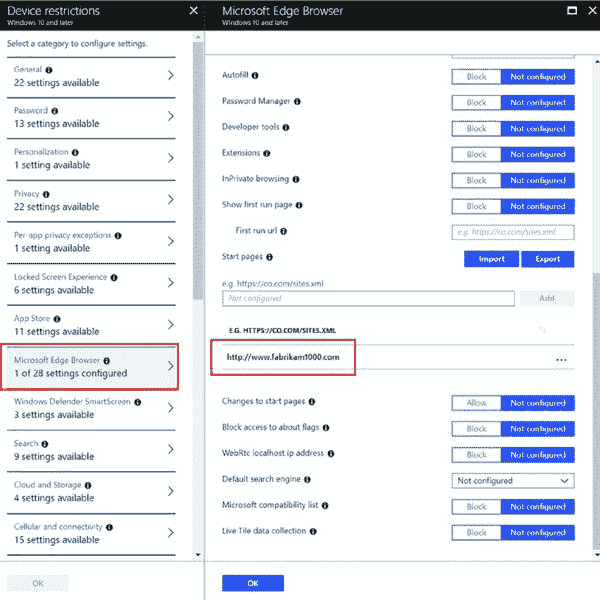 Device restrictions
Windows 10 and later
Select a category to configure settings.
General
22 settings available
Password
13 settings available
Personalization
1 setting available
Privacy
22 settings available
Per-app privacy exceptions
1 setting available
Locked Screen Experience
6 settings available
App Store
11 settings available
Microsoft Edge Browser
1 of 28 settings configured
Windows Defender SmartScreen
3 settings available
Search
9 settings available
Cloud and Storage
4 settings available
Cellular and connectivity
15 settings available
OK
Microsoft Edge Browser
Windows 10 and later
Autofill Block Not configured
Password Manager Block Not configured
Developer tools Block Not configured
Extensions Block Not configured
InPrivate browsing Block Not configured
Show first run page Block Not configured
First run url e.g. https://co.com/sites.xml
Start pages Import Export
e.g. https://co.com/sites.xml
Not configured Add
E.G. HTTPS://CO.COM/SITES.XML
http://www.fabrikam1000.com ...
Changes to start pages Allow Not configured
Block access to about flags Block Not configured
WebRtc localhost ip address Block Not configured
Default search engine Not configured
Microsoft compatibility list Block Not configured
Live Tile data collection Block Not configured
OK